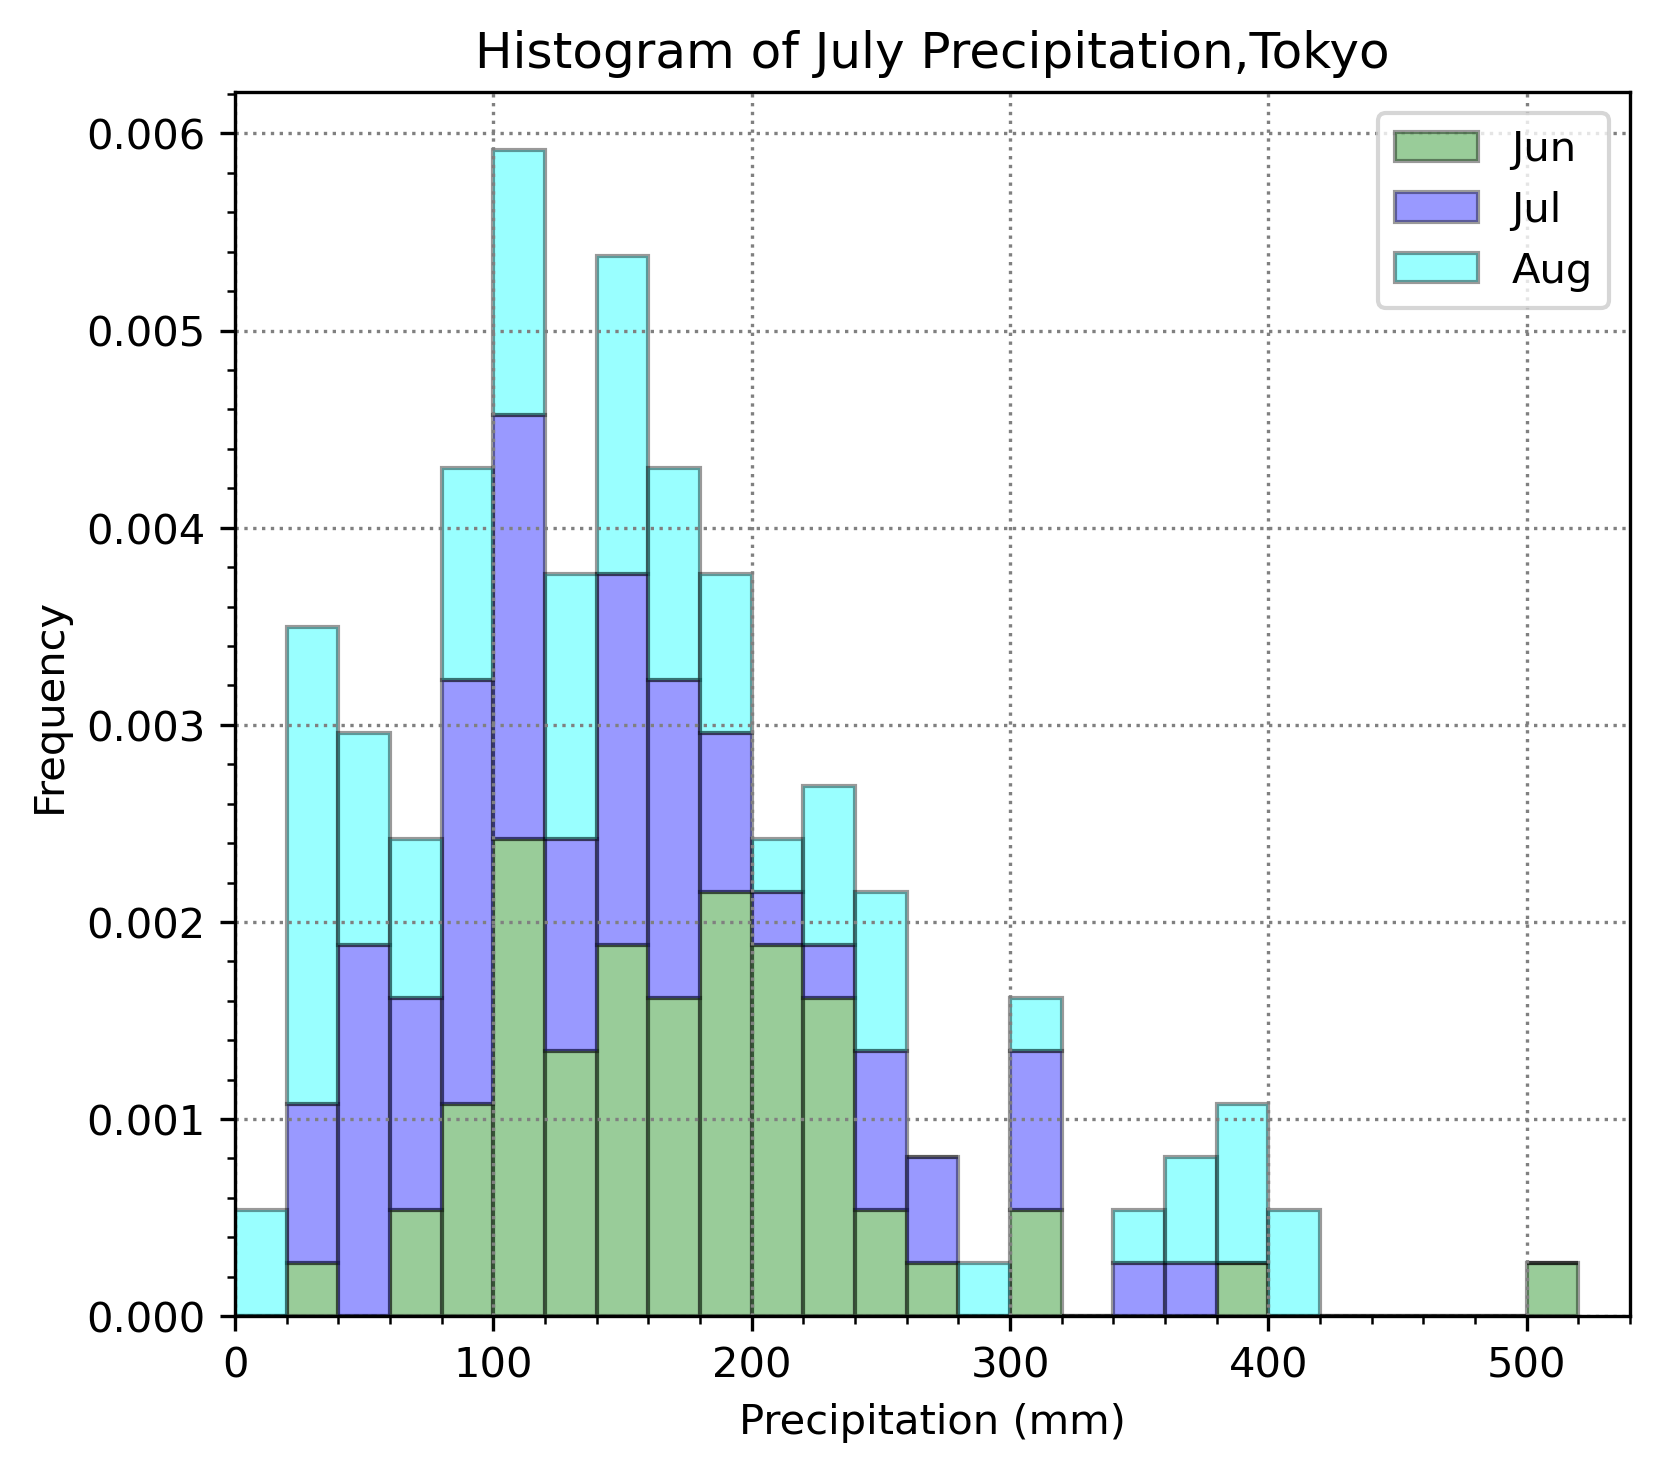 Histogram of July Precipitation,Tokyo
Jun
Jul
Aug
Frequency
0.006
0.005
0.004
0.003
0.002
0.001
0.000
0 100 200 300 400 500
Precipitation (mm)